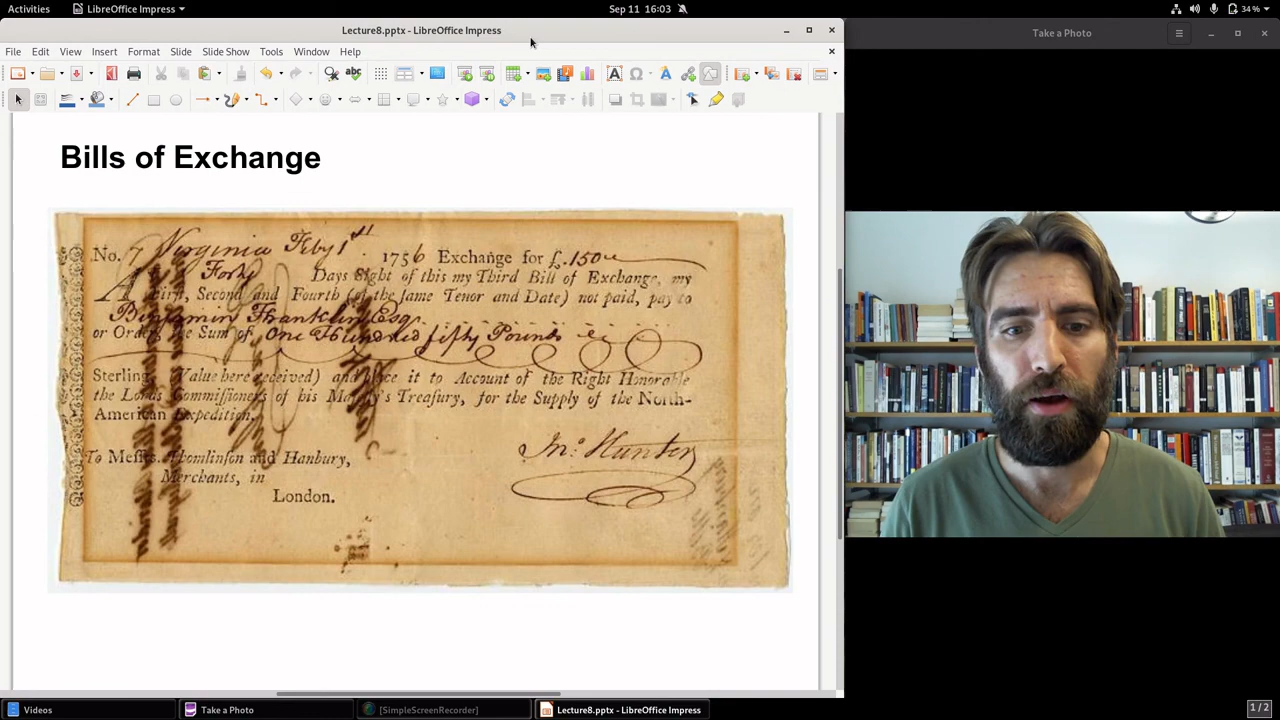 Activities
LibreOffice Impress
Sep 11 16:03
34%
Lecture8.pptx - LibreOffice Impress
Take a Photo
File Edit View Insert Format Slide Slide Show Tools Window Help
Bills of Exchange
No. 7 Virginia Feby 1st 1756 Exchange for £.150
At Forty Days Sight of this my Third Bill of Exchange, my
First, Second and Fourth (of the same Tenor and Date) not paid, pay to
Benjamin Franklin Esqr.
or Order, the Sum of One Hundred fifty Pounds
Sterling, (Value here received) and place it to Account of the Right Honorable
the Lords Commissioners of his Majesty's Treasury, for the Supply of the North-
American Expedition.
Jno. Hunter
To Messrs. Thomlinson and Hanbury,
Merchants, in
London.
Videos
Take a Photo
[SimpleScreenRecorder]
Lecture8.pptx - LibreOffice Impress
1/2